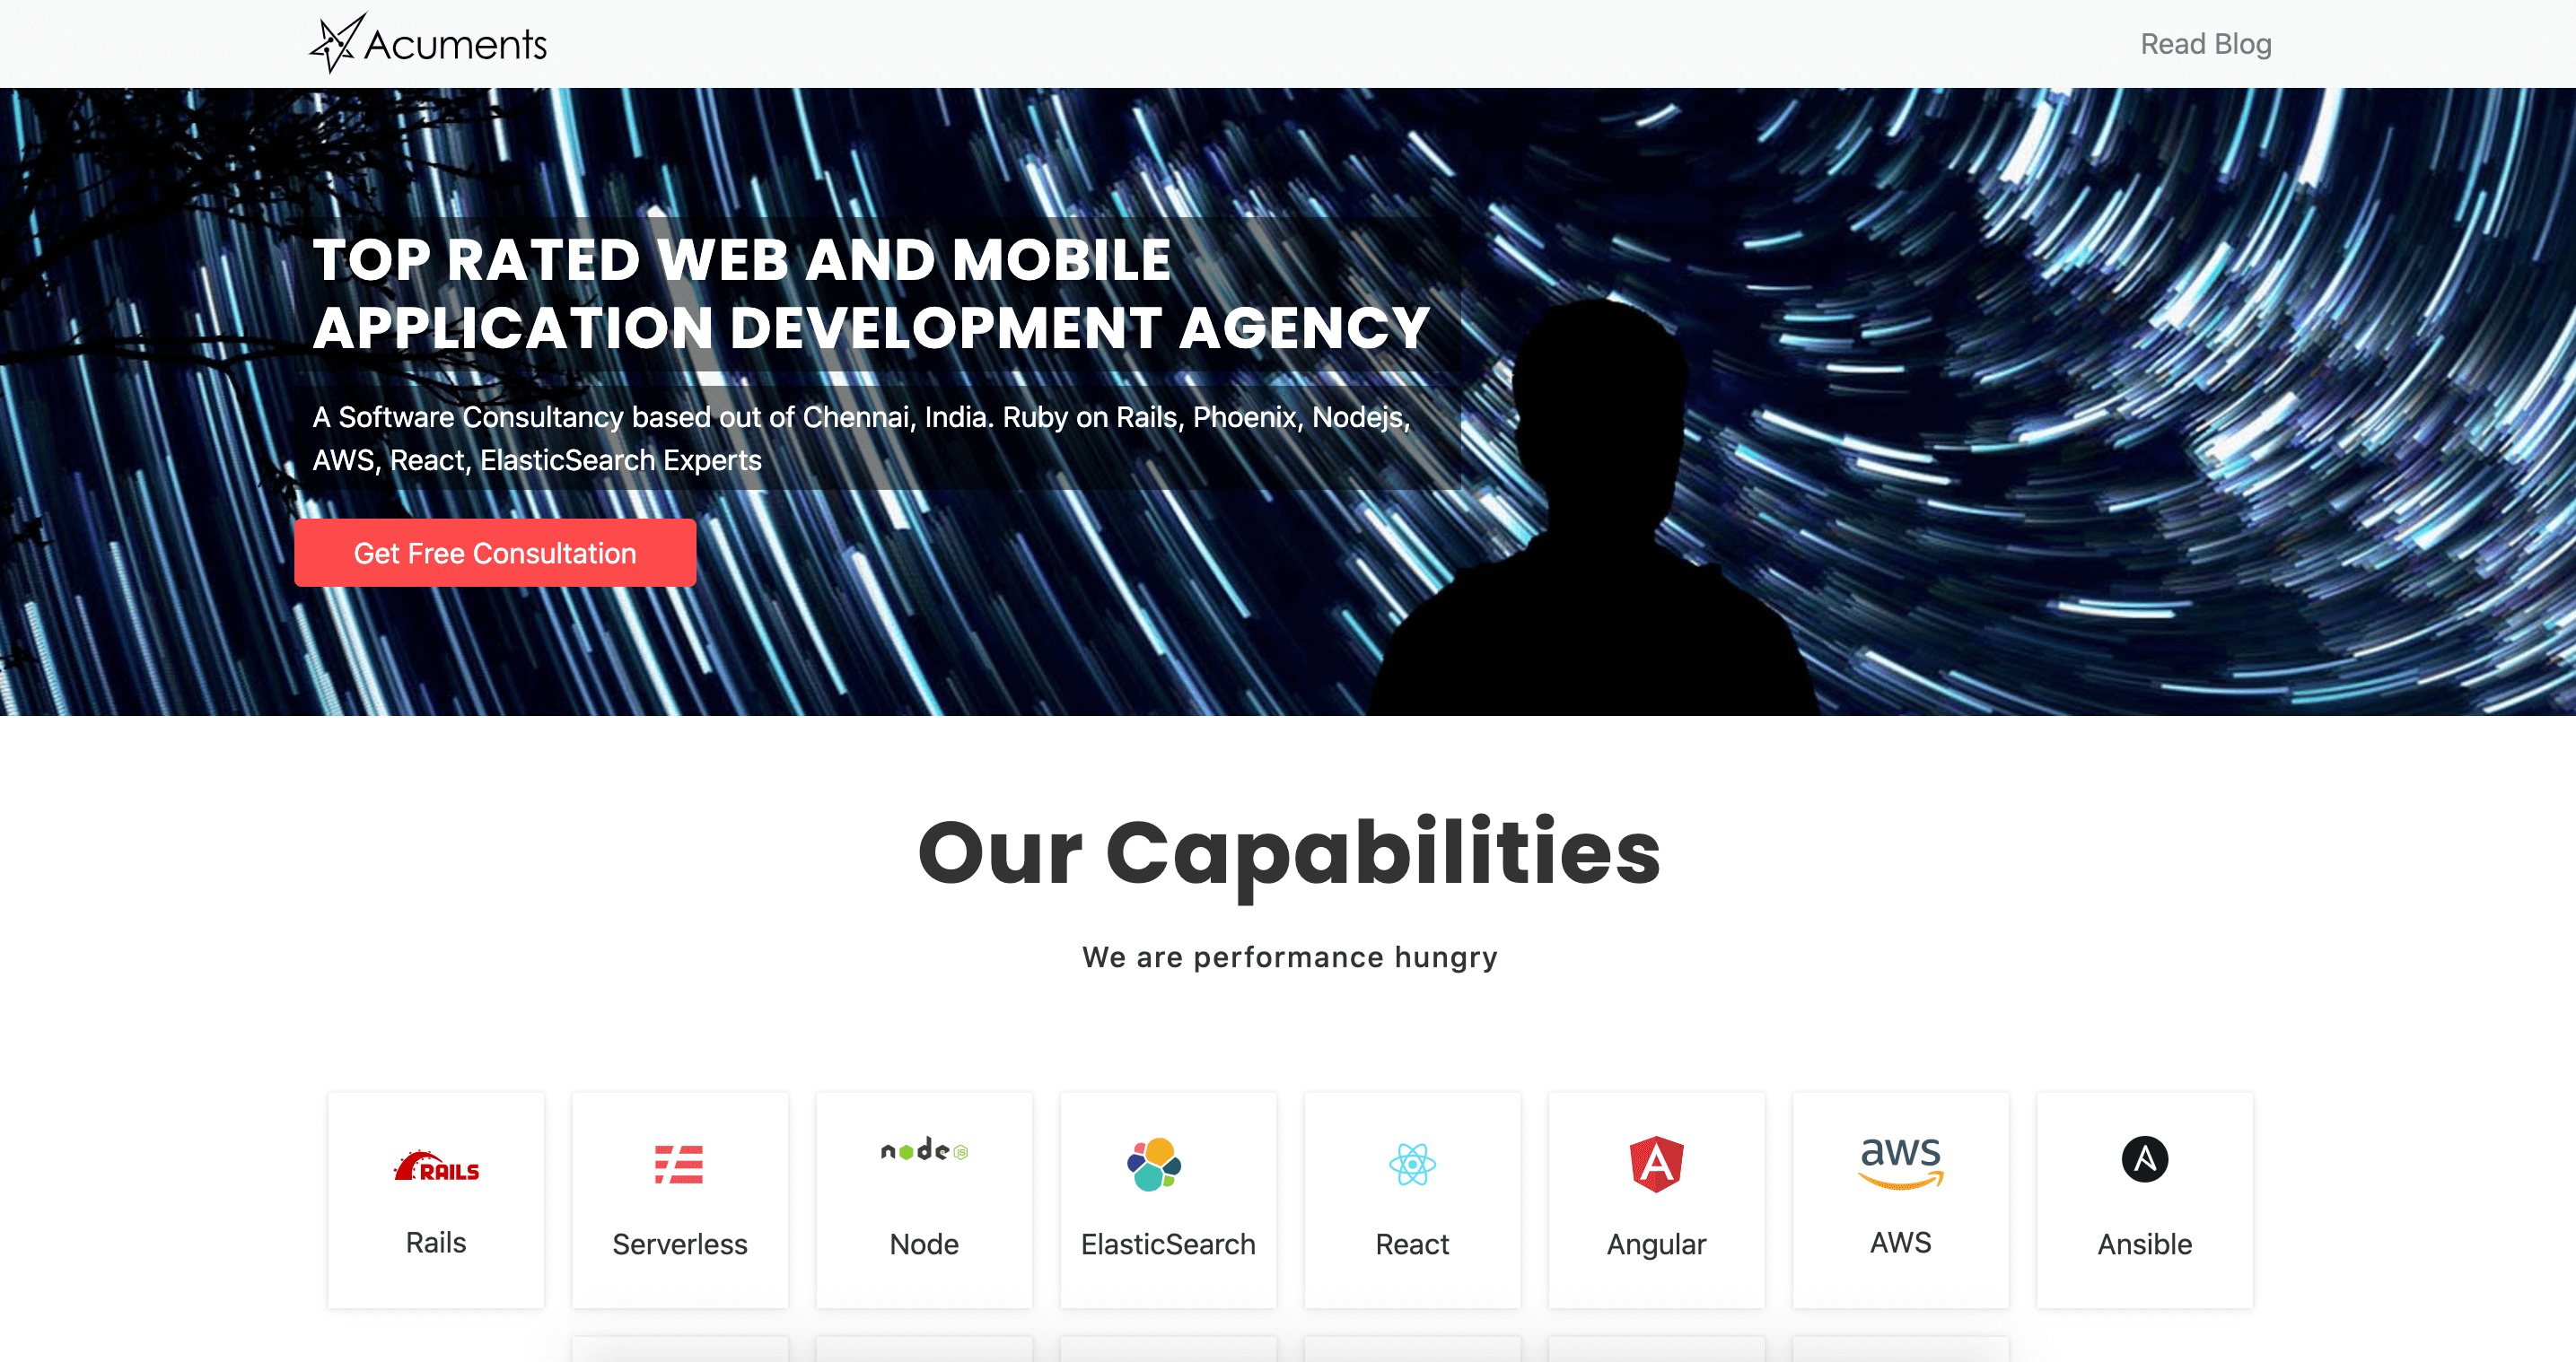 Acuments
Read Blog
TOP RATED WEB AND MOBILE
APPLICATION DEVELOPMENT AGENCY
A Software Consultancy based out of Chennai, India. Ruby on Rails, Phoenix, Nodejs,
AWS, React, ElasticSearch Experts
Get Free Consultation
Our Capabilities
We are performance hungry
RAILS
node JS
A
aws
A
Rails
Serverless
Node
ElasticSearch
React
Angular
AWS
Ansible